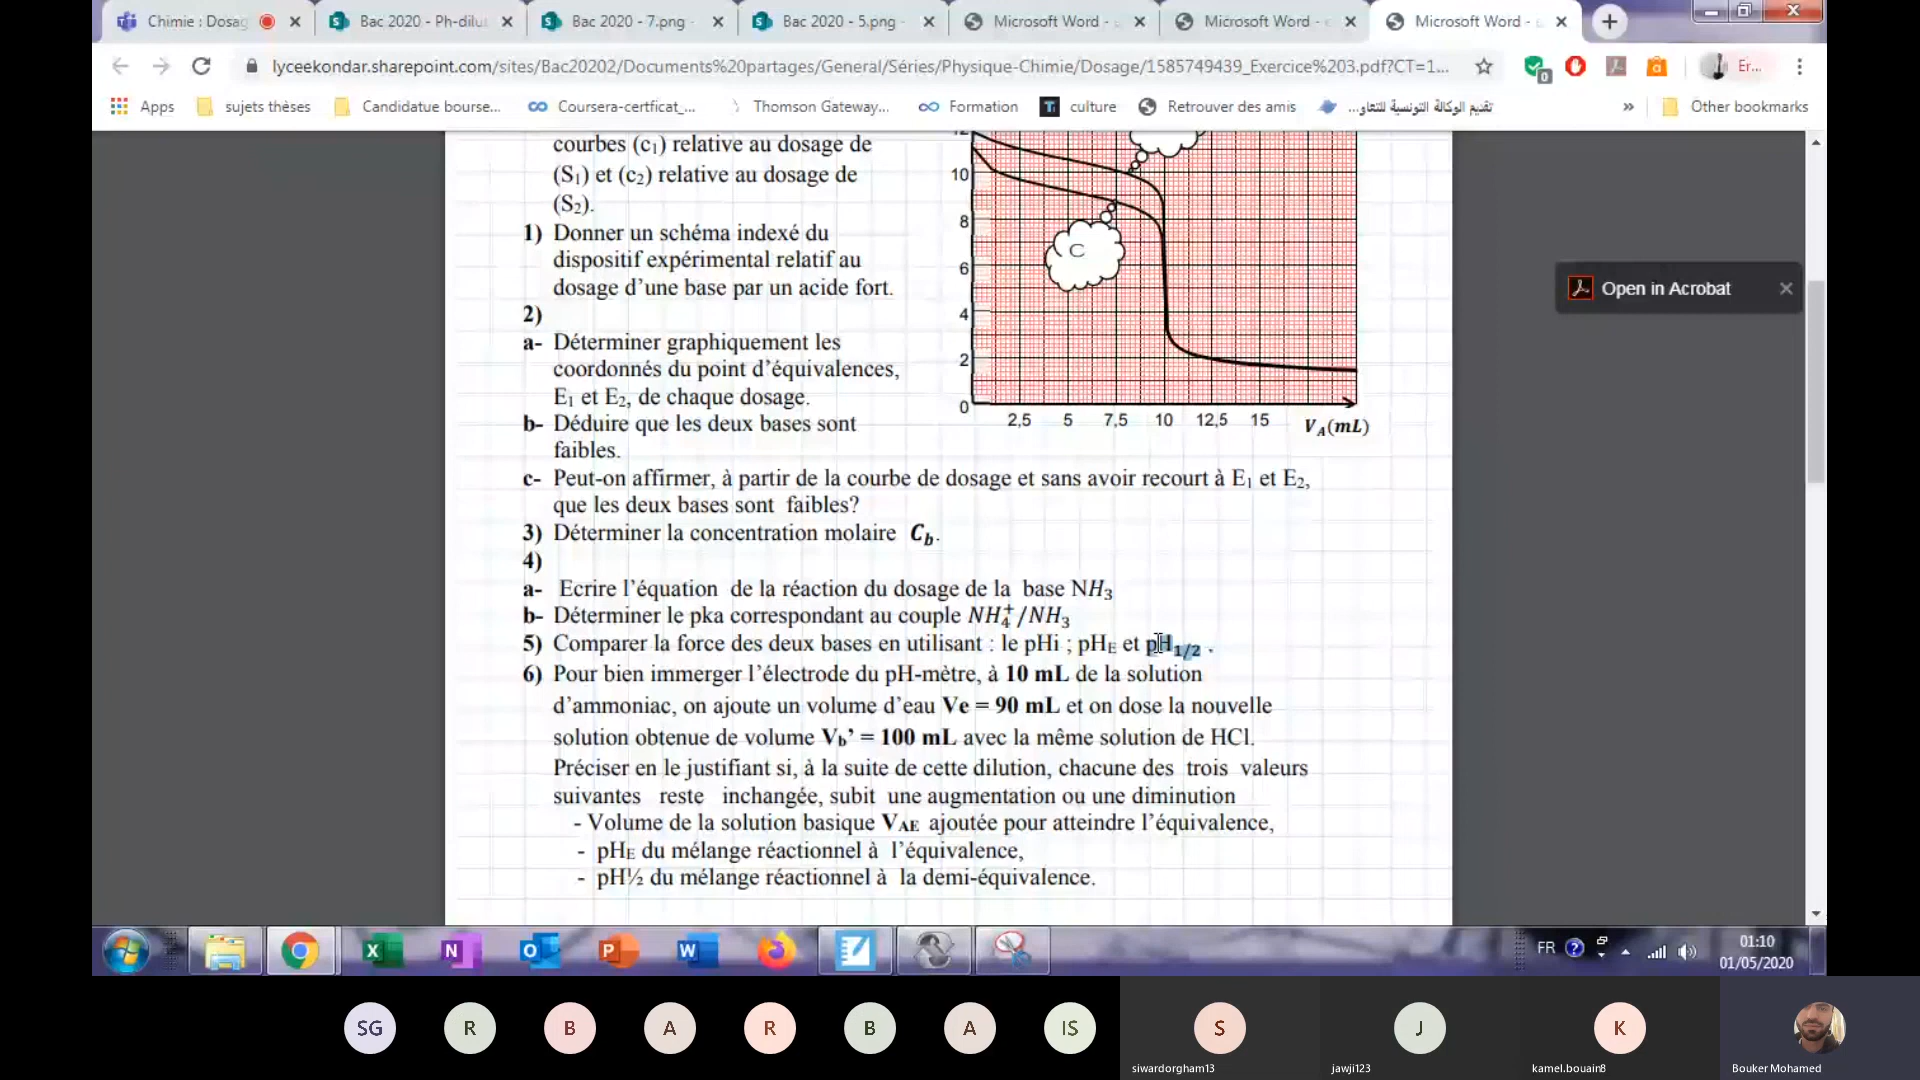 Chimie : Dosag
Bac 2020 - Ph-dilut
Bac 2020 - 7.png -
Bac 2020 - 5.png -
Microsoft Word -
Microsoft Word -
Microsoft Word -
lyceekondar.sharepoint.com/sites/Bac20202/Documents%20partages/General/Séries/Physique-Chimie/Dosage/1585749439_Exercice%203.pdf?CT=1...
Er...
Apps
sujets thèses
Candidatue bourse...
Coursera-certficat_...
Thomson Gateway...
Formation
culture
Retrouver des amis
تقديم الوكالة التونسية للتعاو...
»
Other bookmarks
courbes (c1) relative au dosage de
(S1) et (c2) relative au dosage de
(S2).
1) Donner un schéma indexé du
dispositif expérimental relatif au
dosage d’une base par un acide fort.
2)
a- Déterminer graphiquement les
coordonnés du point d’équivalences,
E1 et E2, de chaque dosage.
b- Déduire que les deux bases sont
faibles.
12
10
8
6
4
2
0
C
2,5 5 7,5 10 12,5 15 VA(mL)
c- Peut-on affirmer, à partir de la courbe de dosage et sans avoir recourt à E1 et E2,
que les deux bases sont faibles?
3) Déterminer la concentration molaire Cb.
4)
a- Ecrire l’équation de la réaction du dosage de la base NH3
b- Déterminer le pka correspondant au couple NH4+/NH3
5) Comparer la force des deux bases en utilisant : le pHi ; pHE et pH1/2 .
6) Pour bien immerger l’électrode du pH-mètre, à 10 mL de la solution
d’ammoniac, on ajoute un volume d’eau Ve = 90 mL et on dose la nouvelle
solution obtenue de volume Vb’ = 100 mL avec la même solution de HCl.
Préciser en le justifiant si, à la suite de cette dilution, chacune des trois valeurs
suivantes reste inchangée, subit une augmentation ou une diminution
- Volume de la solution basique VAE ajoutée pour atteindre l’équivalence,
- pHE du mélange réactionnel à l’équivalence,
- pH½ du mélange réactionnel à la demi-équivalence.
Open in Acrobat
FR
01:10
01/05/2020
SG
R
B
A
R
B
A
IS
S
J
K
siwardorgham13
jawji123
kamel.bouain8
Bouker Mohamed